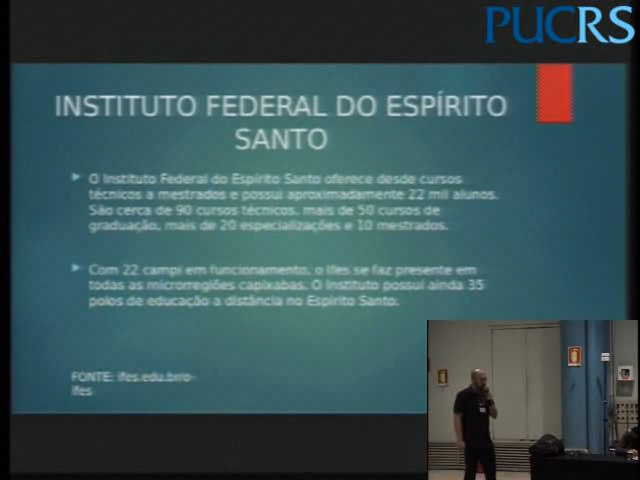 PUCRS
INSTITUTO FEDERAL DO ESPÍRITO
SANTO
O Instituto Federal do Espírito Santo oferece desde cursos
técnicos a mestrados e possui aproximadamente 22 mil alunos.
São cerca de 90 cursos técnicos, mais de 50 cursos de
graduação, mais de 20 especializações e 10 mestrados.
Com 22 campi em funcionamento, o Ifes se faz presente em
todas as microrregiões capixabas. O Instituto possui ainda 35
polos de educação a distância no Espírito Santo.
FONTE: ifes.edu.brro-
ifes